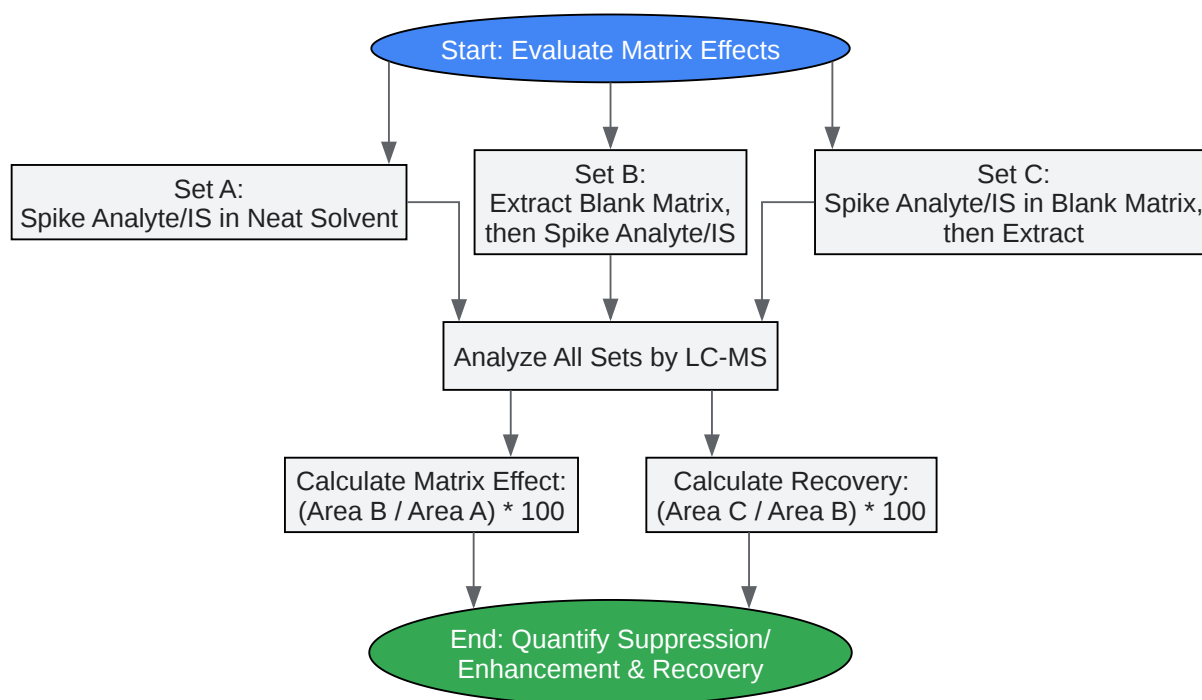 Start: Evaluate Matrix Effects
Set A:
Spike Analyte/IS in Neat Solvent
Set B:
Extract Blank Matrix,
then Spike Analyte/IS
Set C:
Spike Analyte/IS in Blank Matrix,
then Extract
Analyze All Sets by LC-MS
Calculate Matrix Effect:
(Area B / Area A) * 100
Calculate Recovery:
(Area C / Area B) * 100
End: Quantify Suppression/
Enhancement & Recovery